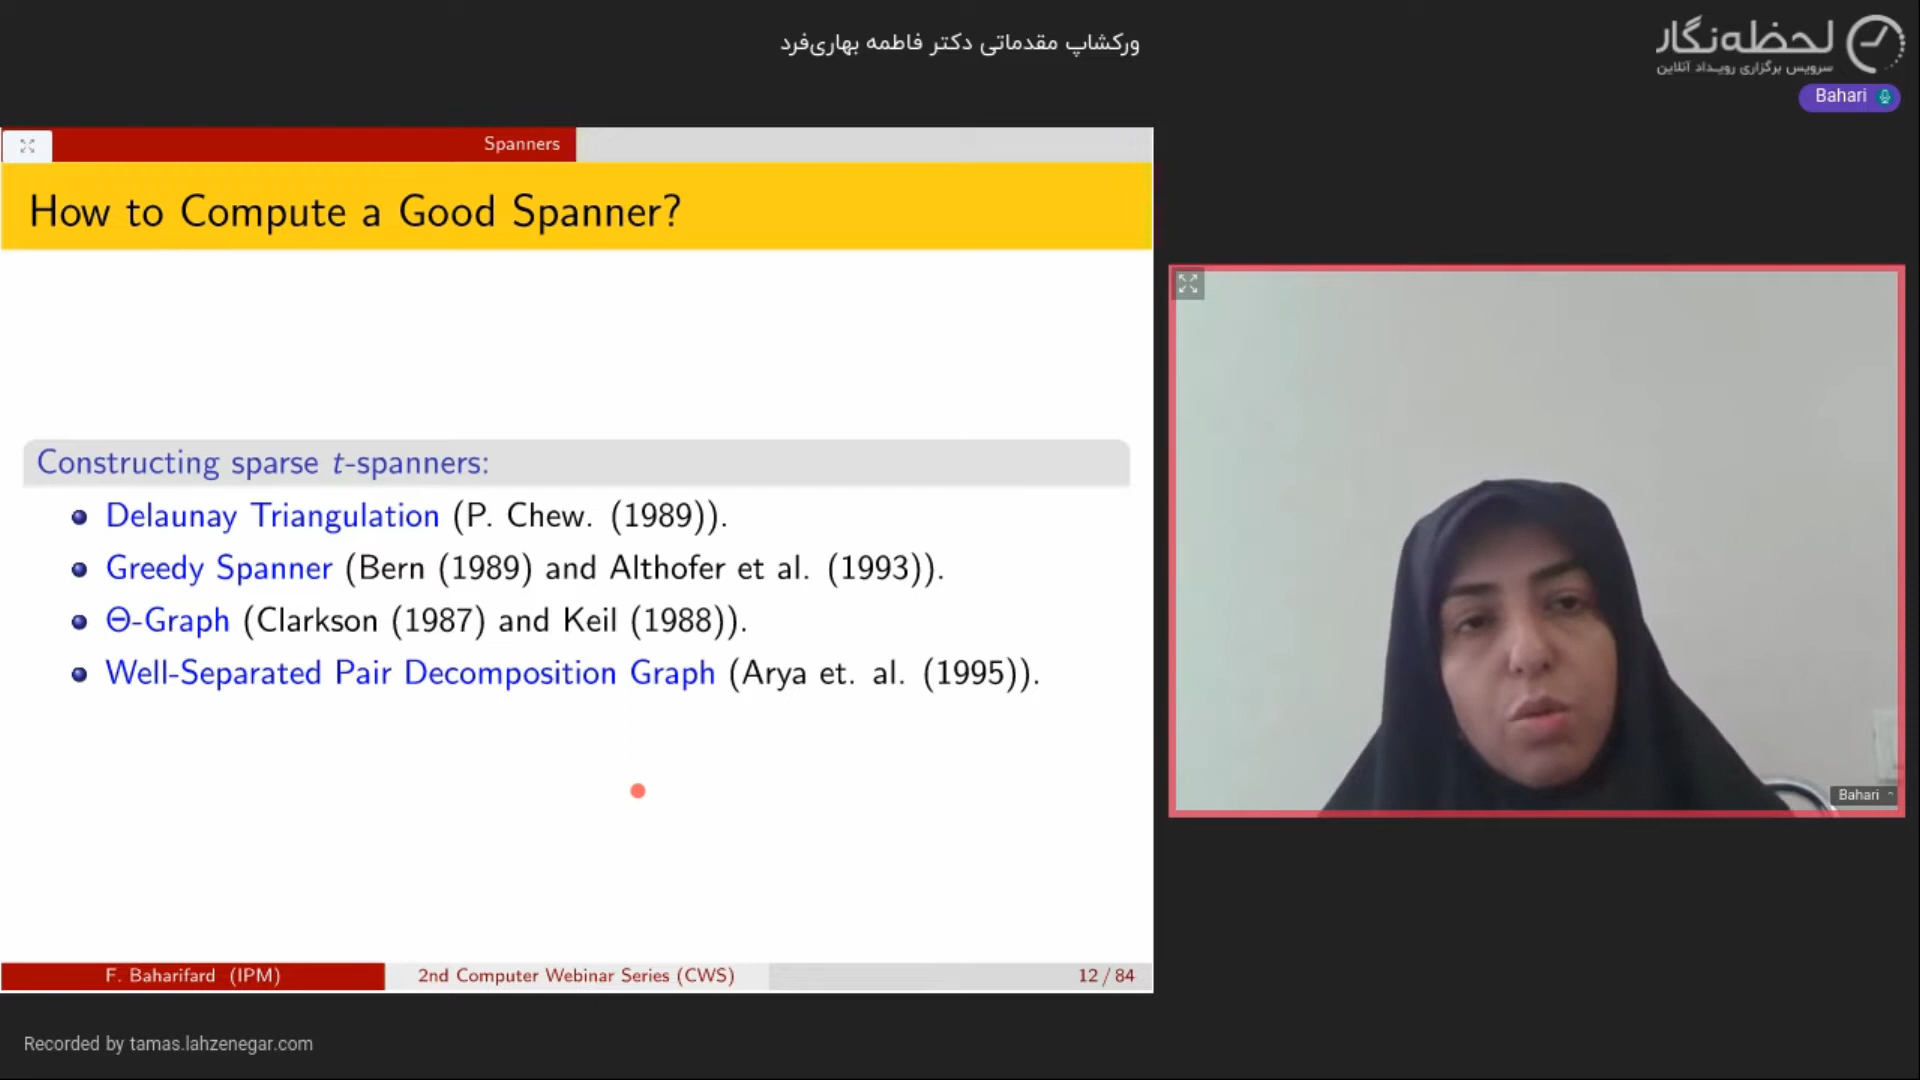 ورکشاپ مقدماتی دکتر فاطمه بهاری‌فرد
لحظه‌نگار
سرویس برگزاری رویداد آنلاین
Bahari
Spanners
How to Compute a Good Spanner?
Constructing sparse t-spanners:
Delaunay Triangulation (P. Chew. (1989)).
Greedy Spanner (Bern (1989) and Althofer et al. (1993)).
Θ-Graph (Clarkson (1987) and Keil (1988)).
Well-Separated Pair Decomposition Graph (Arya et. al. (1995)).
Bahari
F. Baharifard (IPM)
2nd Computer Webinar Series (CWS)
12 / 84
Recorded by tamas.lahzenegar.com